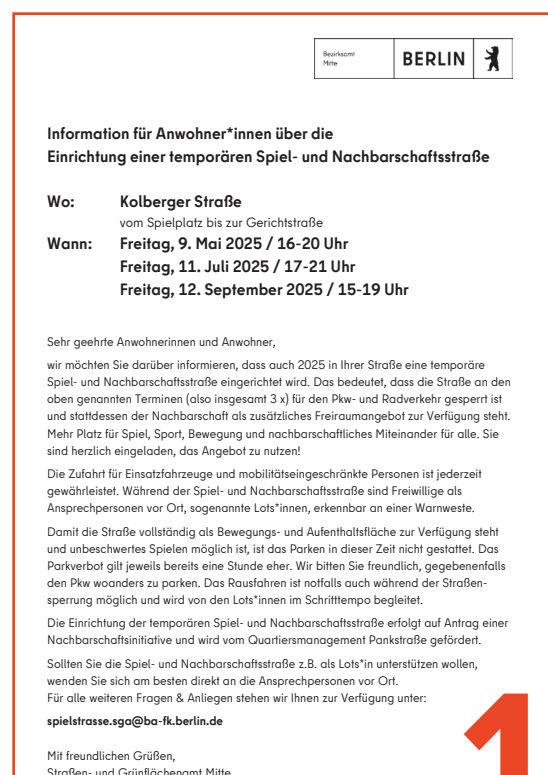 Bezirksamt
Mitte
BERLIN
Information für Anwohner*innen über die
Einrichtung einer temporären Spiel- und Nachbarschaftsstraße
Wo: Kolberger Straße
vom Spielplatz bis zur Gerichtstraße
Wann: Freitag, 9. Mai 2025 / 16-20 Uhr
Freitag, 11. Juli 2025 / 17-21 Uhr
Freitag, 12. September 2025 / 15-19 Uhr
Sehr geehrte Anwohnerinnen und Anwohner,
wir möchten Sie darüber informieren, dass auch 2025 in Ihrer Straße eine temporäre
Spiel- und Nachbarschaftsstraße eingerichtet wird. Das bedeutet, dass die Straße an den
oben genannten Terminen (also insgesamt 3 x) für den Pkw- und Radverkehr gesperrt ist
und stattdessen der Nachbarschaft als zusätzliches Freiraumangebot zur Verfügung steht.
Mehr Platz für Spiel, Sport, Bewegung und nachbarschaftliches Miteinander für alle. Sie
sind herzlich eingeladen, das Angebot zu nutzen!
Die Zufahrt für Einsatzfahrzeuge und mobilitätseingeschränkte Personen ist jederzeit
gewährleistet. Während der Spiel- und Nachbarschaftsstraße sind Freiwillige als
Ansprechpersonen vor Ort, sogenannte Lots*innen, erkennbar an einer Warnweste.
Damit die Straße vollständig als Bewegungs- und Aufenthaltsfläche zur Verfügung steht
und unbeschwertes Spielen möglich ist, ist das Parken in dieser Zeit nicht gestattet. Das
Parkverbot gilt jeweils bereits eine Stunde eher. Wir bitten Sie freundlich, gegebenenfalls
den Pkw woanders zu parken. Das Rausfahren ist notfalls auch während der Straßen-
sperrung möglich und wird von den Lots*innen im Schritttempo begleitet.
Die Einrichtung der temporären Spiel- und Nachbarschaftsstraße erfolgt auf Antrag einer
Nachbarschaftsinitiative und wird vom Quartiersmanagement Pankstraße gefördert.
Sollten Sie die Spiel- und Nachbarschaftsstraße z.B. als Lots*in unterstützen wollen,
wenden Sie sich am besten direkt an die Ansprechpersonen vor Ort.
Für alle weiteren Fragen & Anliegen stehen wir Ihnen zur Verfügung unter:
spielstrasse.sga@ba-fk.berlin.de
Mit freundlichen Grüßen,
Straßen- und Grünflächenamt Mitte
1